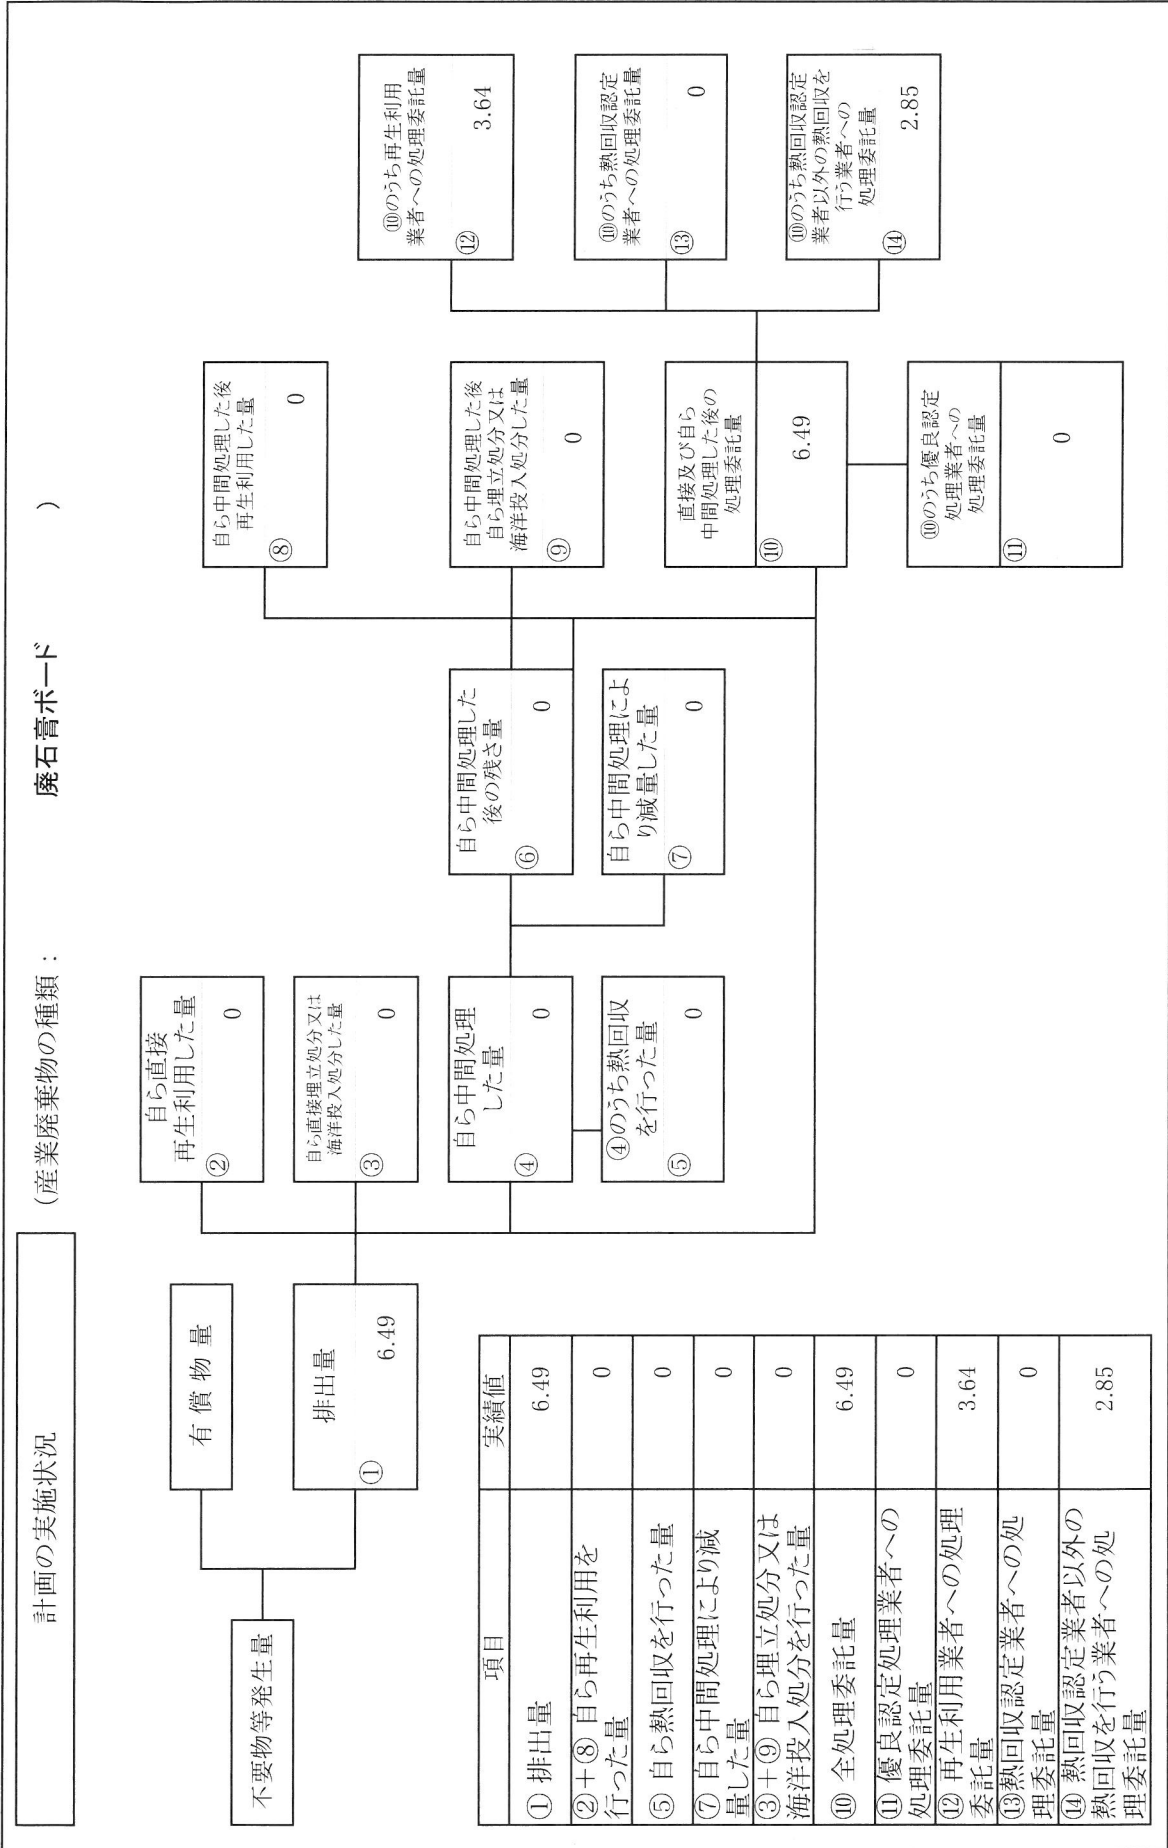 計画の実施状況
(産業廃棄物の種類： 廃石膏ボード )
不要物等発生量
有償物量
排出量
① 6.49
自ら直接
再生利用した量
② 0
自ら直接埋立処分又は
海洋投入処分した量
③ 0
自ら中間処理
した量
④ 0
④のうち熱回収
を行った量
⑤ 0
自ら中間処理した
後の残さ量
⑥ 0
自ら中間処理によ
り減量した量
⑦ 0
自ら中間処理した後
再生利用した量
⑧ 0
自ら中間処理した後
自ら埋立処分又は
海洋投入処分した量
⑨ 0
直接及び自ら
中間処理した後の
処理委託量
⑩ 6.49
⑩のうち優良認定
処理業者への
処理委託量
⑪ 0
⑩のうち再生利用
業者への処理委託量
⑫ 3.64
⑩のうち熱回収認定
業者への処理委託量
⑬ 0
⑩のうち熱回収認定
業者以外の熱回収を
行う業者への
処理委託量
⑭ 2.85
項目 実績値
① 排出量 6.49
②＋⑧ 自ら再生利用を
行った量 0
⑤ 自ら熱回収を行った量 0
⑦ 自ら中間処理により減
量した量 0
③＋⑨ 自ら埋立処分又は
海洋投入処分を行った量 0
⑩ 全処理委託量 6.49
⑪ 優良認定処理業者への
処理委託量 0
⑫ 再生利用業者への処理
委託量 3.64
⑬熱回収認定業者への処
理委託量 0
⑭ 熱回収認定業者以外の
熱回収を行う業者への処
理委託量 2.85